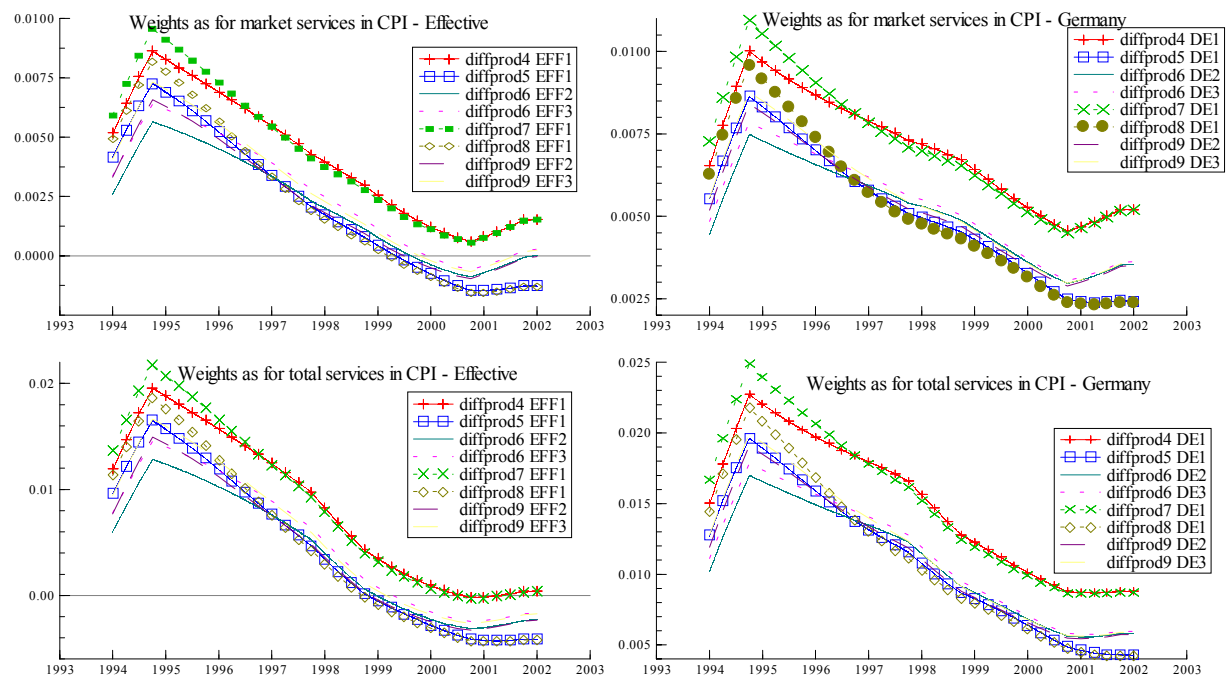 Weights as for market services in CPI - Effective
0.0100
0.0075
0.0050
0.0025
0.0000
diffprod4 EFF1
diffprod5 EFF1
diffprod6 EFF2
diffprod6 EFF3
diffprod7 EFF1
diffprod8 EFF1
diffprod9 EFF2
diffprod9 EFF3
1993 1994 1995 1996 1997 1998 1999 2000 2001 2002 2003
Weights as for market services in CPI - Germany
0.0100
0.0075
0.0050
0.0025
diffprod4 DE1
diffprod5 DE1
diffprod6 DE2
diffprod6 DE3
diffprod7 DE1
diffprod8 DE1
diffprod9 DE2
diffprod9 DE3
1993 1994 1995 1996 1997 1998 1999 2000 2001 2002 2003
Weights as for total services in CPI - Effective
0.02
0.01
0.00
diffprod4 EFF1
diffprod5 EFF1
diffprod6 EFF2
diffprod6 EFF3
diffprod7 EFF1
diffprod8 EFF1
diffprod9 EFF2
diffprod9 EFF3
1993 1994 1995 1996 1997 1998 1999 2000 2001 2002 2003
Weights as for total services in CPI - Germany
0.025
0.020
0.015
0.010
0.005
diffprod4 DE1
diffprod5 DE1
diffprod6 DE2
diffprod6 DE3
diffprod7 DE1
diffprod8 DE1
diffprod9 DE2
diffprod9 DE3
1993 1994 1995 1996 1997 1998 1999 2000 2001 2002 2003